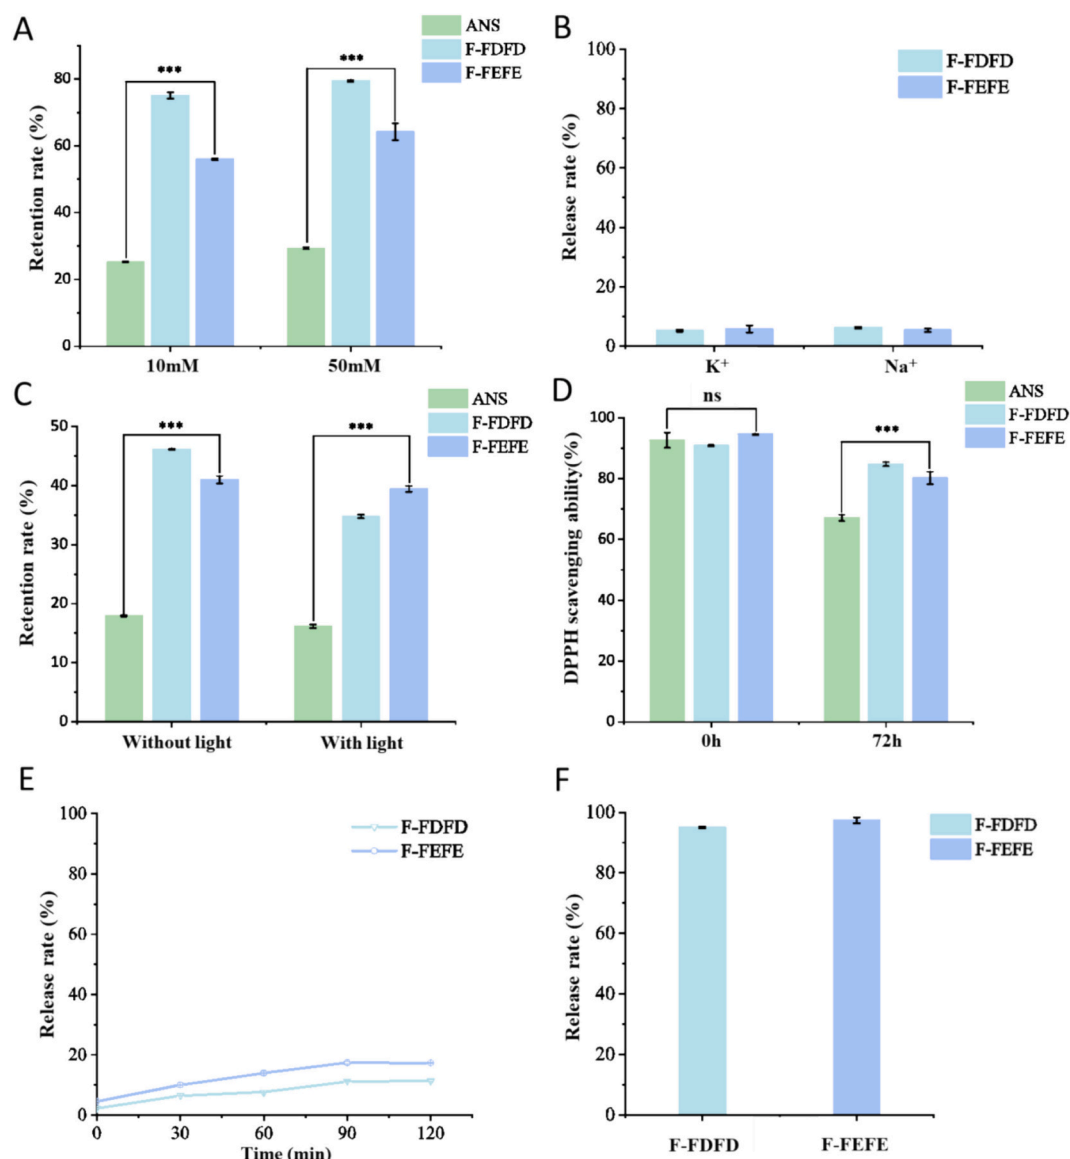 A
ANS
F-FDFD
F-FEFE
Retention rate (%)
80
60
40
20
0
***
***
10mM
50mM
B
F-FDFD
F-FEFE
Release rate (%)
100
80
60
40
20
0
K+
Na+
C
ANS
F-FDFD
F-FEFE
Retention rate (%)
50
40
30
20
10
0
***
***
Without light
With light
D
ANS
F-FDFD
F-FEFE
DPPH scavenging ability(%)
100
80
60
40
20
0
ns
***
0h
72h
E
F-FDFD
F-FEFE
Release rate (%)
100
80
60
40
20
0
0
30
60
90
120
Time (min)
F
F-FDFD
F-FEFE
Release rate (%)
100
80
60
40
20
0
F-FDFD
F-FEFE